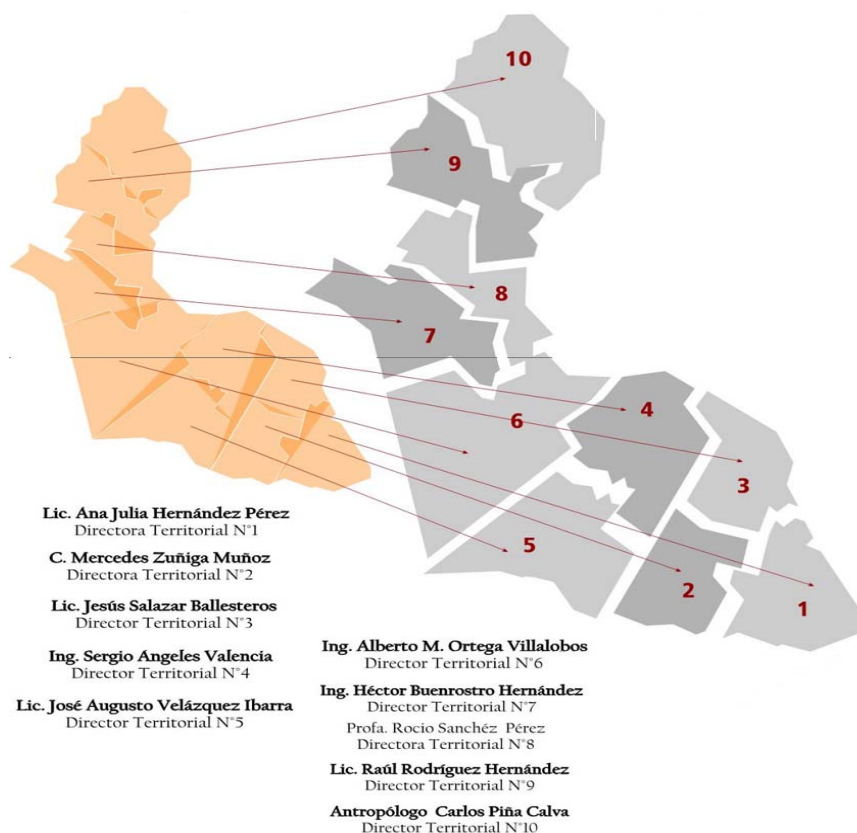 10
9
8
7
6
4
3
5
2
1
Lic. Ana Julia Hernández Pérez
Directora Territorial N°1
C. Mercedes Zuñiga Muñoz
Directora Territorial N°2
Lic. Jesús Salazar Ballesteros
Director Territorial N°3
Ing. Sergio Angeles Valencia
Director Territorial N°4
Lic. José Augusto Velázquez Ibarra
Director Territorial N°5
Ing. Alberto M. Ortega Villalobos
Director Territorial N°6
Ing. Héctor Buenrostro Hernández
Director Territorial N°7
Profa. Rocio Sanchéz Pérez
Directora Territorial N°8
Lic. Raúl Rodríguez Hernández
Director Territorial N°9
Antropólogo Carlos Piña Calva
Director Territorial N°10